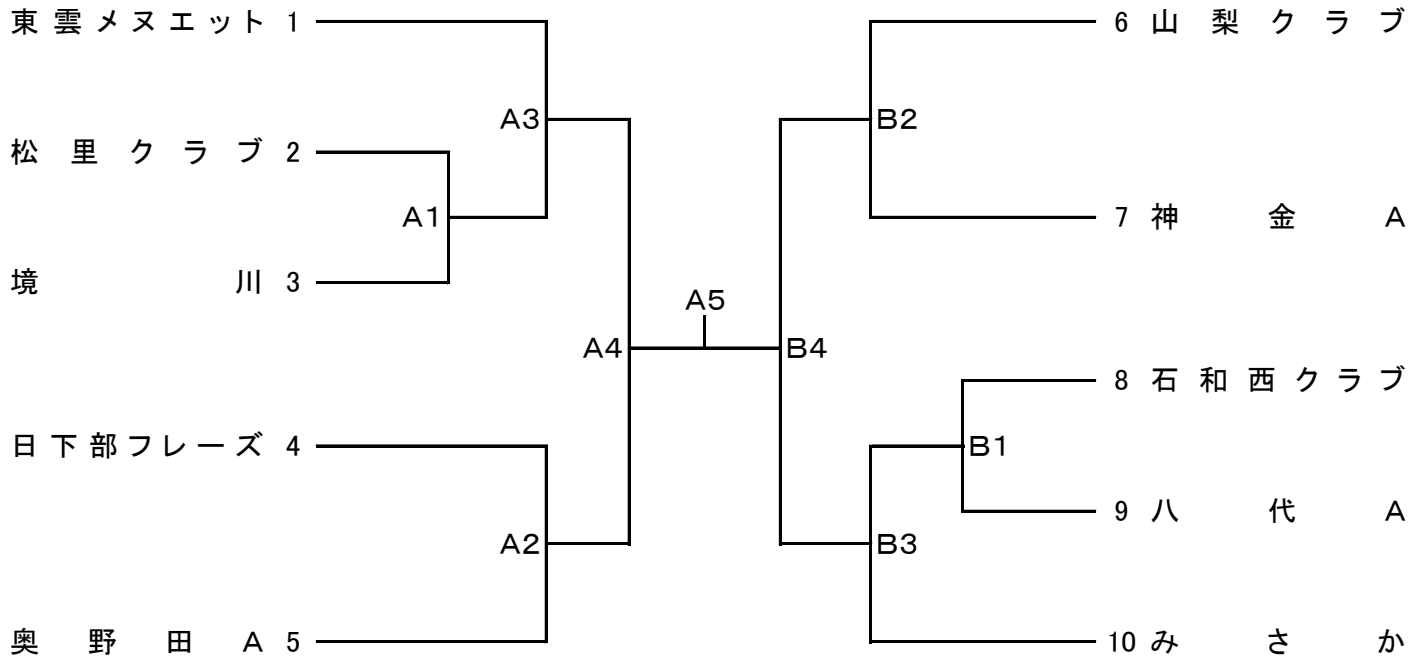 東雲メヌエット 1
6 山梨クラブ
A3
B2
松里クラブ 2
A1
7 神金A
境川 3
A5
A4
B4
8 石和西クラブ
日下部フレーズ 4
B1
9 八代A
A2
B3
奥野田A 5
10 みさか